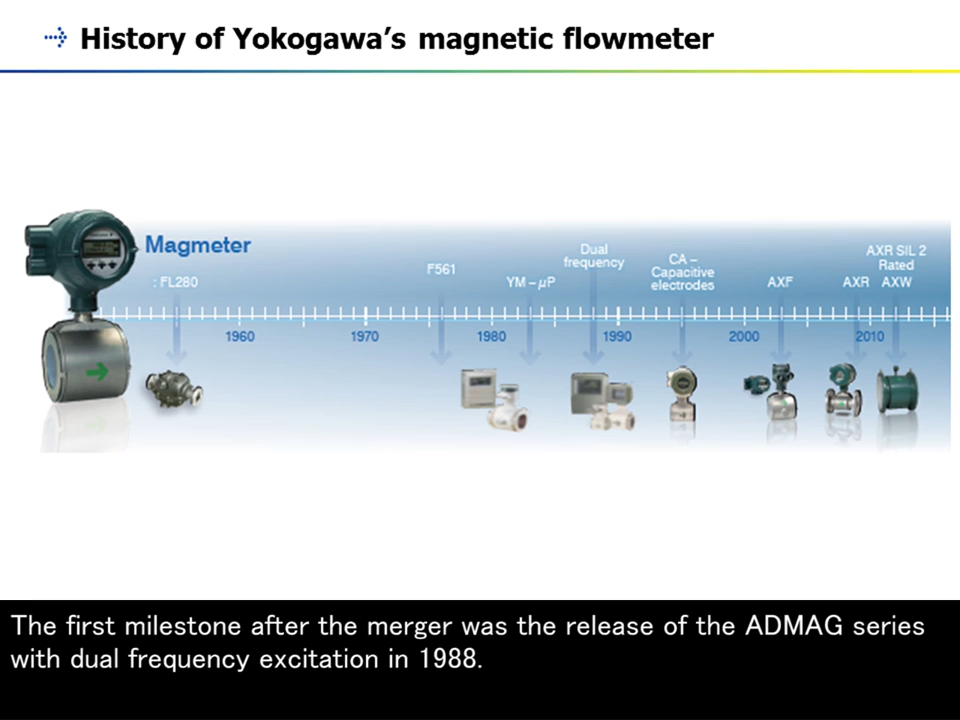 History of Yokogawa’s magnetic flowmeter
Magmeter
: FL280
F561
YM – µP
Dual
frequency
CA –
Capacitive
electrodes
AXF
AXR
AXR SIL 2
Rated
AXW
1960
1970
1980
1990
2000
2010
The first milestone after the merger was the release of the ADMAG series
with dual frequency excitation in 1988.